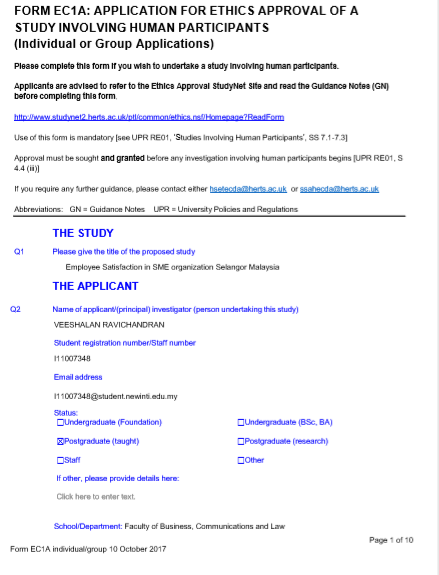 FORM EC1A: APPLICATION FOR ETHICS APPROVAL OF A
STUDY INVOLVING HUMAN PARTICIPANTS
(Individual or Group Applications)
Please complete this form if you wish to undertake a study involving human participants.
Applicants are advised to refer to the Ethics Approval StudyNet Site and read the Guidance Notes (GN)
before completing this form.
http://www.studynet2.herts.ac.uk/ptl/common/ethics.nsf/Homepage?ReadForm
Use of this form is mandatory [see UPR RE01, 'Studies Involving Human Participants', SS 7.1-7.3]
Approval must be sought and granted before any investigation involving human participants begins [UPR RE01, S
4.4 (iii)]
If you require any further guidance, please contact either hsetecda@herts.ac.uk or ssahecda@herts.ac.uk
Abbreviations: GN = Guidance Notes UPR = University Policies and Regulations
THE STUDY
Q1 Please give the title of the proposed study
Employee Satisfaction in SME organization Selangor Malaysia
THE APPLICANT
Q2 Name of applicant/(principal) investigator (person undertaking this study)
VEESHALAN RAVICHANDRAN
Student registration number/Staff number
I11007348
Email address
I11007348@student.newinti.edu.my
Status:
☐Undergraduate (Foundation) ☐Undergraduate (BSc, BA)
☒Postgraduate (taught) ☐Postgraduate (research)
☐Staff ☐Other
If other, please provide details here:
Click here to enter text.
School/Department: Faculty of Business, Communications and Law
Page 1 of 10
Form EC1A individual/group 10 October 2017